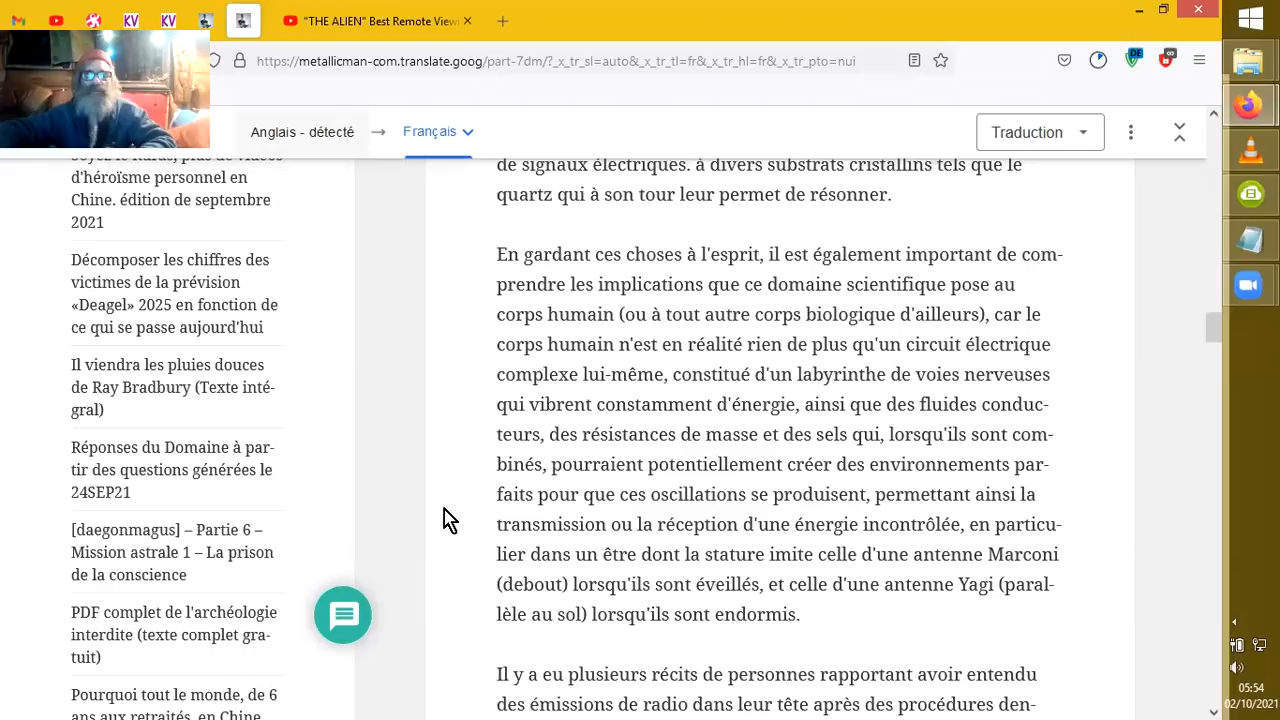 KV
KV
"THE ALIEN" Best Remote View
https://metallicman-com.translate.goog/part-7dm/?_x_tr_sl=auto&_x_tr_tl=fr&_x_tr_hl=fr&_x_tr_pto=nui
DE
Anglais - détecté
Français
Traduction
soyez le Rufus, plus de vidéos
d'héroïsme personnel en
Chine. édition de septembre
2021
Décomposer les chiffres des
victimes de la prévision
«Deagel» 2025 en fonction de
ce qui se passe aujourd'hui
Il viendra les pluies douces
de Ray Bradbury (Texte inté-
gral)
Réponses du Domaine à par-
tir des questions générées le
24SEP21
[daegonmagus] – Partie 6 –
Mission astrale 1 – La prison
de la conscience
PDF complet de l'archéologie
interdite (texte complet gra-
tuit)
Pourquoi tout le monde, de 6
ans aux retraités, en Chine
de signaux électriques. à divers substrats cristallins tels que le
quartz qui à son tour leur permet de résonner.
En gardant ces choses à l'esprit, il est également important de com-
prendre les implications que ce domaine scientifique pose au
corps humain (ou à tout autre corps biologique d'ailleurs), car le
corps humain n'est en réalité rien de plus qu'un circuit électrique
complexe lui-même, constitué d'un labyrinthe de voies nerveuses
qui vibrent constamment d'énergie, ainsi que des fluides conduc-
teurs, des résistances de masse et des sels qui, lorsqu'ils sont com-
binés, pourraient potentiellement créer des environnements par-
faits pour que ces oscillations se produisent, permettant ainsi la
transmission ou la réception d'une énergie incontrôlée, en particu-
lier dans un être dont la stature imite celle d'une antenne Marconi
(debout) lorsqu'ils sont éveillés, et celle d'une antenne Yagi (paral-
lèle au sol) lorsqu'ils sont endormis.
Il y a eu plusieurs récits de personnes rapportant avoir entendu
des émissions de radio dans leur tête après des procédures den-
05:54
02/10/2021